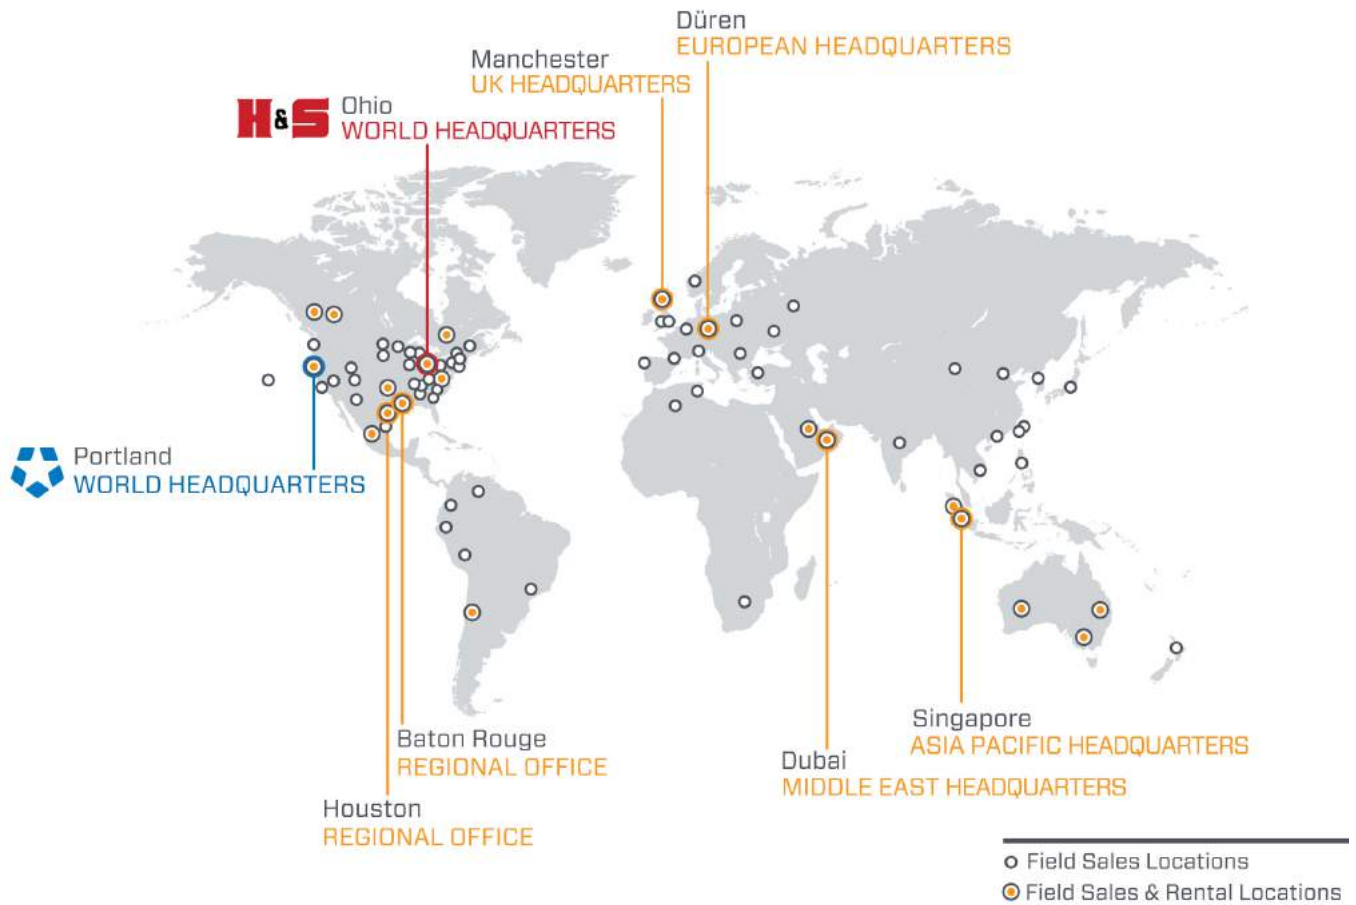 Düren
EUROPEAN HEADQUARTERS
Manchester
UK HEADQUARTERS
H&S
Ohio
WORLD HEADQUARTERS
Portland
WORLD HEADQUARTERS
Baton Rouge
REGIONAL OFFICE
Houston
REGIONAL OFFICE
Singapore
ASIA PACIFIC HEADQUARTERS
Dubai
MIDDLE EAST HEADQUARTERS
Field Sales Locations
Field Sales & Rental Locations